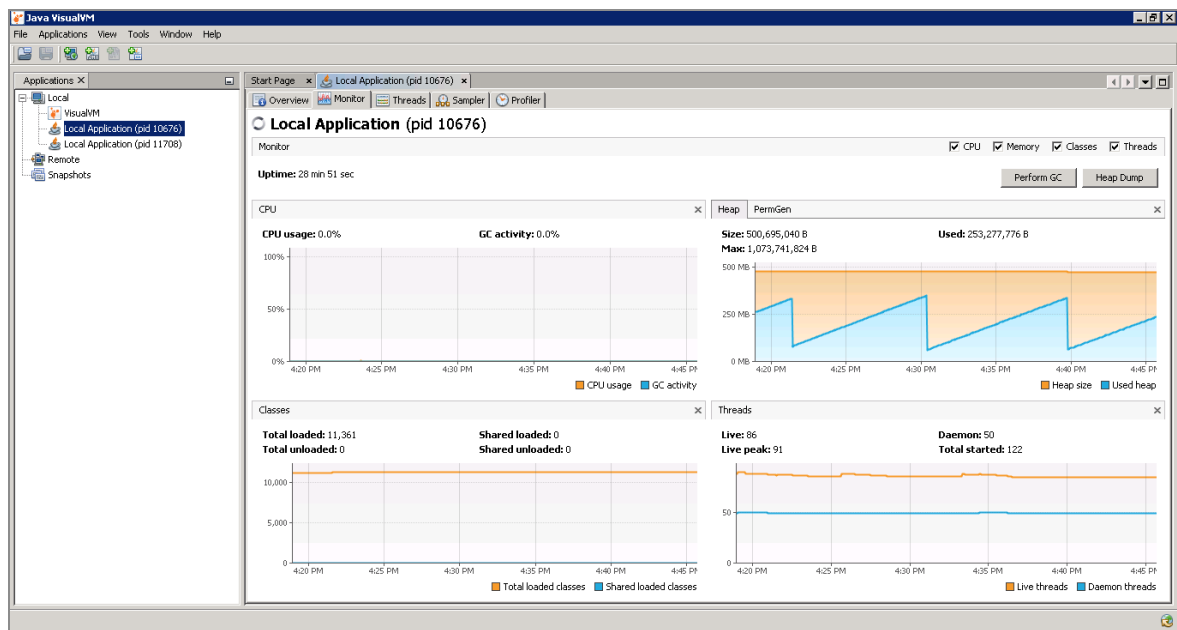 Java VisualVM
File Applications View Tools Window Help
Applications
Local
VisualVM
Local Application (pid 10676)
Local Application (pid 11708)
Remote
Snapshots
Start Page Local Application (pid 10676)
Overview Monitor Threads Sampler Profiler
Local Application (pid 10676)
Monitor CPU Memory Classes Threads
Uptime: 28 min 51 sec
Perform GC Heap Dump
CPU
CPU usage: 0.0% GC activity: 0.0%
100%
50%
0%
4:20 PM 4:25 PM 4:30 PM 4:35 PM 4:40 PM 4:45 PM
CPU usage GC activity
Heap PermGen
Size: 500,695,040 B Used: 253,277,776 B
Max: 1,073,741,824 B
500 MB
250 MB
0 MB
4:20 PM 4:25 PM 4:30 PM 4:35 PM 4:40 PM 4:45 PM
Heap size Used heap
Classes
Total loaded: 11,361 Shared loaded: 0
Total unloaded: 0 Shared unloaded: 0
10,000
5,000
0
4:20 PM 4:25 PM 4:30 PM 4:35 PM 4:40 PM 4:45 PM
Total loaded classes Shared loaded classes
Threads
Live: 86 Daemon: 50
Live peak: 91 Total started: 122
50
0
4:20 PM 4:25 PM 4:30 PM 4:35 PM 4:40 PM 4:45 PM
Live threads Daemon threads